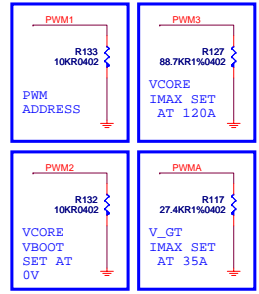 PWM1
R133
10KR0402
PWM
ADDRESS
PWM3
R127
88.7KR1%0402
VCORE
IMAX SET
AT 120A
PWM2
R132
10KR0402
VCORE
VBOOT
SET AT
0V
PWMA
R117
27.4KR1%0402
V_GT
IMAX SET
AT 35A